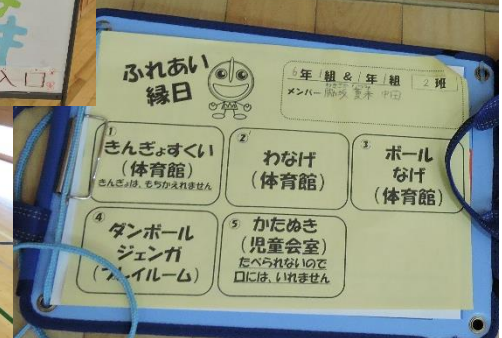 入口
ふれあい
縁日
6年1組&1年1組
2班
メンバー
①
きんぎょすくい
(体育館)
きんぎょは、もちかえれません
②
わなげ
(体育館)
③
ボール
なげ
(体育館)
④
ダンボール
ジェンガ
(プレイルーム)
⑤
かたぬき
(児童会室)
たべられないので
口には、いれません